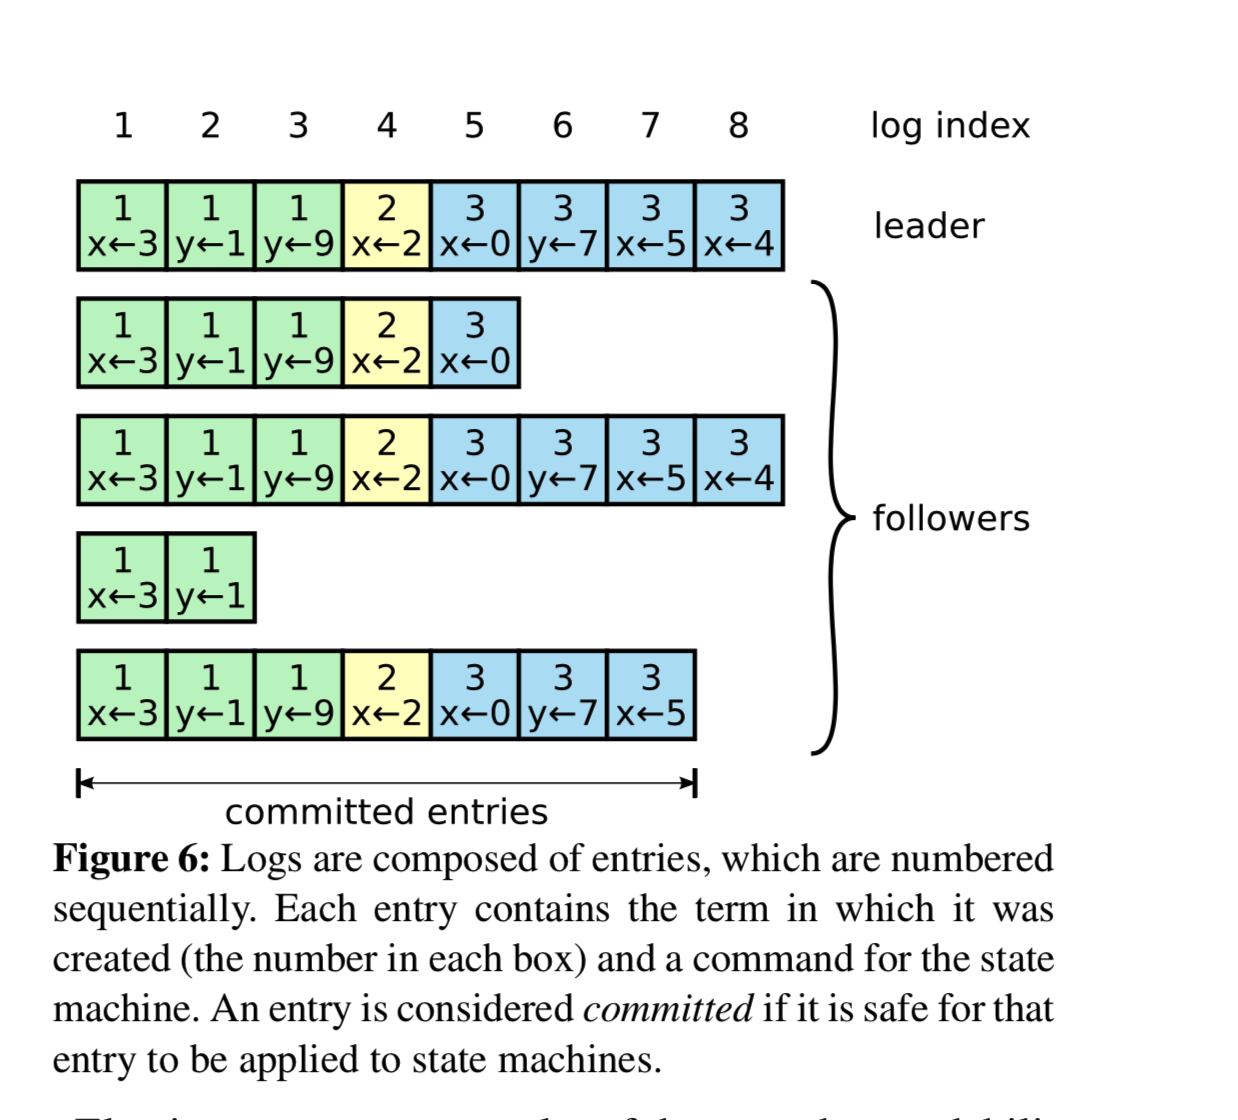 1 2 3 4 5 6 7 8 log index
1 1 1 2 3 3 3 3
x←3 y←1 y←9 x←2 x←0 y←7 x←5 x←4
leader
1 1 1 2 3
x←3 y←1 y←9 x←2 x←0
1 1 1 2 3 3 3 3
x←3 y←1 y←9 x←2 x←0 y←7 x←5 x←4
followers
1 1
x←3 y←1
1 1 1 2 3 3 3
x←3 y←1 y←9 x←2 x←0 y←7 x←5
committed entries
Figure 6: Logs are composed of entries, which are numbered
sequentially. Each entry contains the term in which it was
created (the number in each box) and a command for the state
machine. An entry is considered committed if it is safe for that
entry to be applied to state machines.